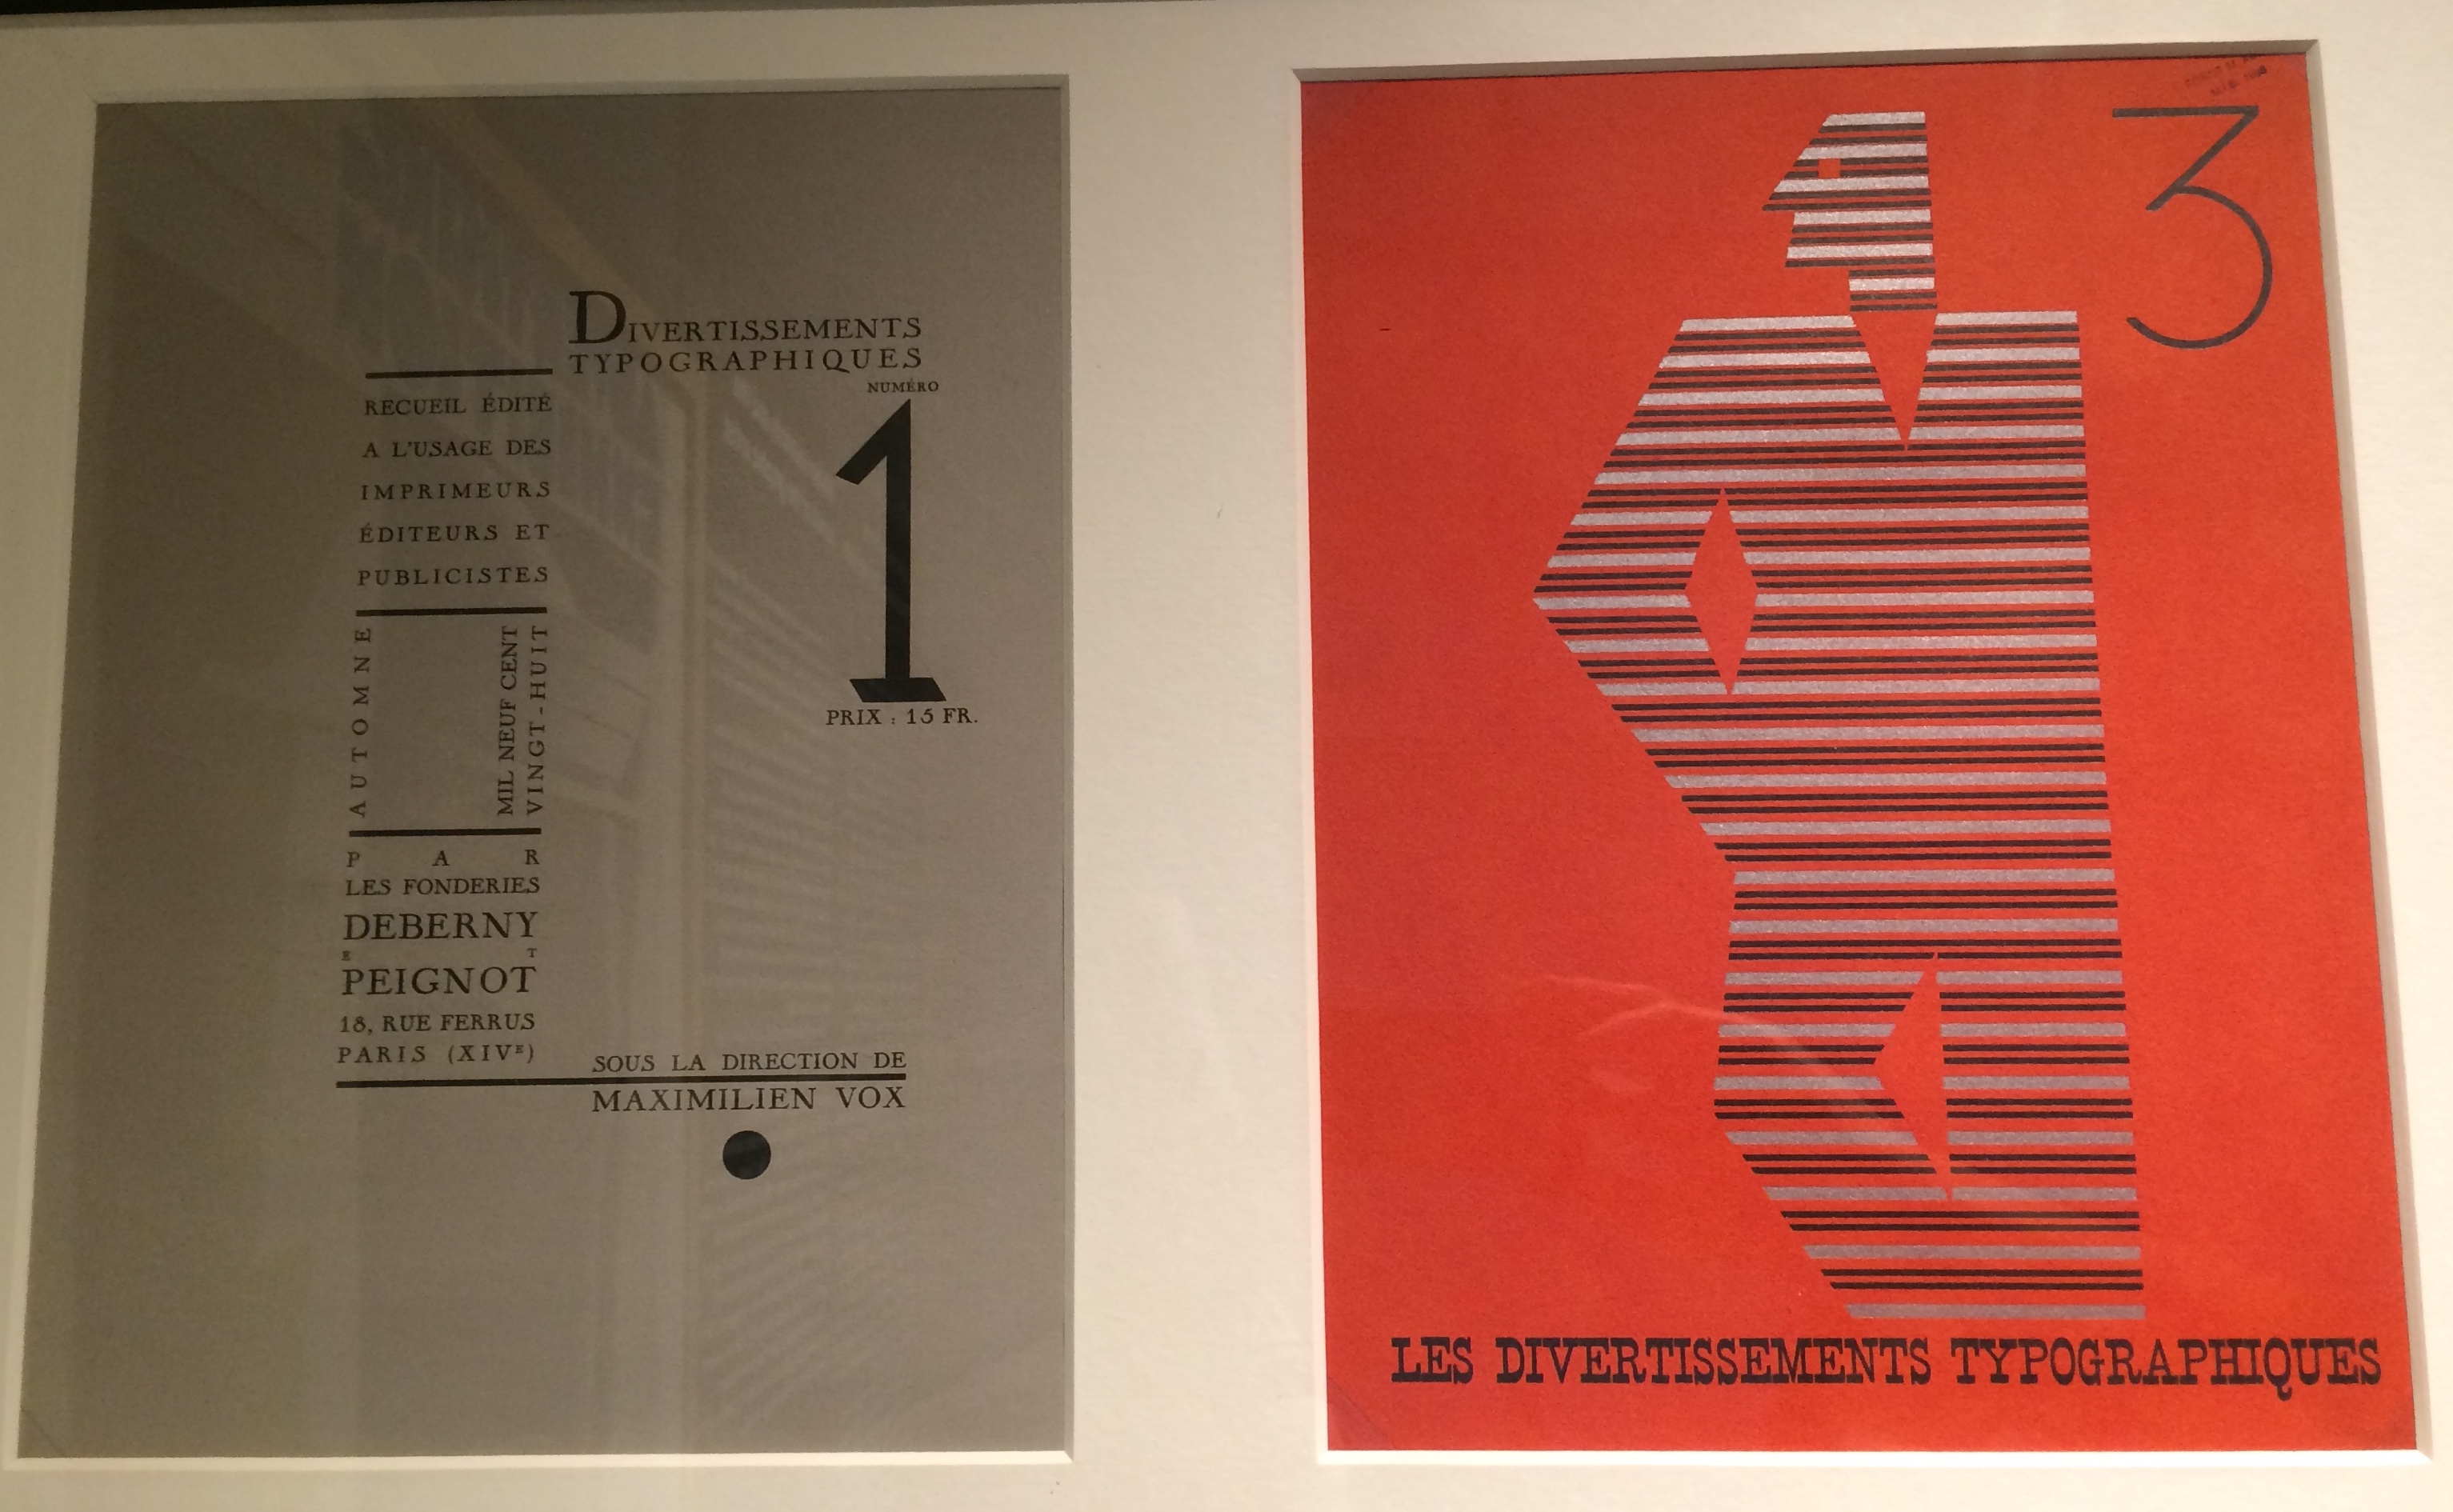 DIVERTISSEMENTS
TYPOGRAPHIQUES
NUMÉRO
1
PRIX : 15 FR.
RECUEIL ÉDITÉ
A L'USAGE DES
IMPRIMEURS
ÉDITEURS ET
PUBLICISTES
AUTOMNE
MIL NEUF CENT
VINGT-HUIT
PAR
LES FONDERIES
DEBERNY
ET
PEIGNOT
18, RUE FERRUS
PARIS (XIVE)
SOUS LA DIRECTION DE
MAXIMILIEN VOX
3
LES DIVERTISSEMENTS TYPOGRAPHIQUES